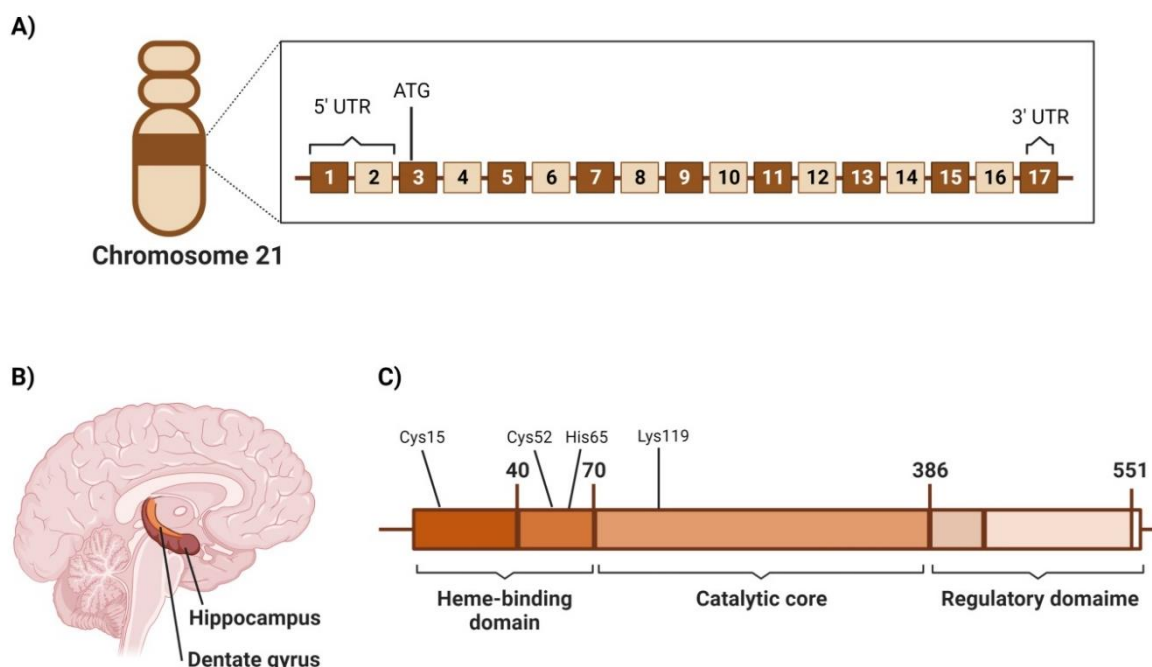 A)
5' UTR
ATG
3' UTR
1 2 3 4 5 6 7 8 9 10 11 12 13 14 15 16 17
Chromosome 21
B)
Hippocampus
Dentate gyrus
C)
Cys15 Cys52 His65 Lys119
40 70 386 551
Heme-binding
domain
Catalytic core
Regulatory domaime